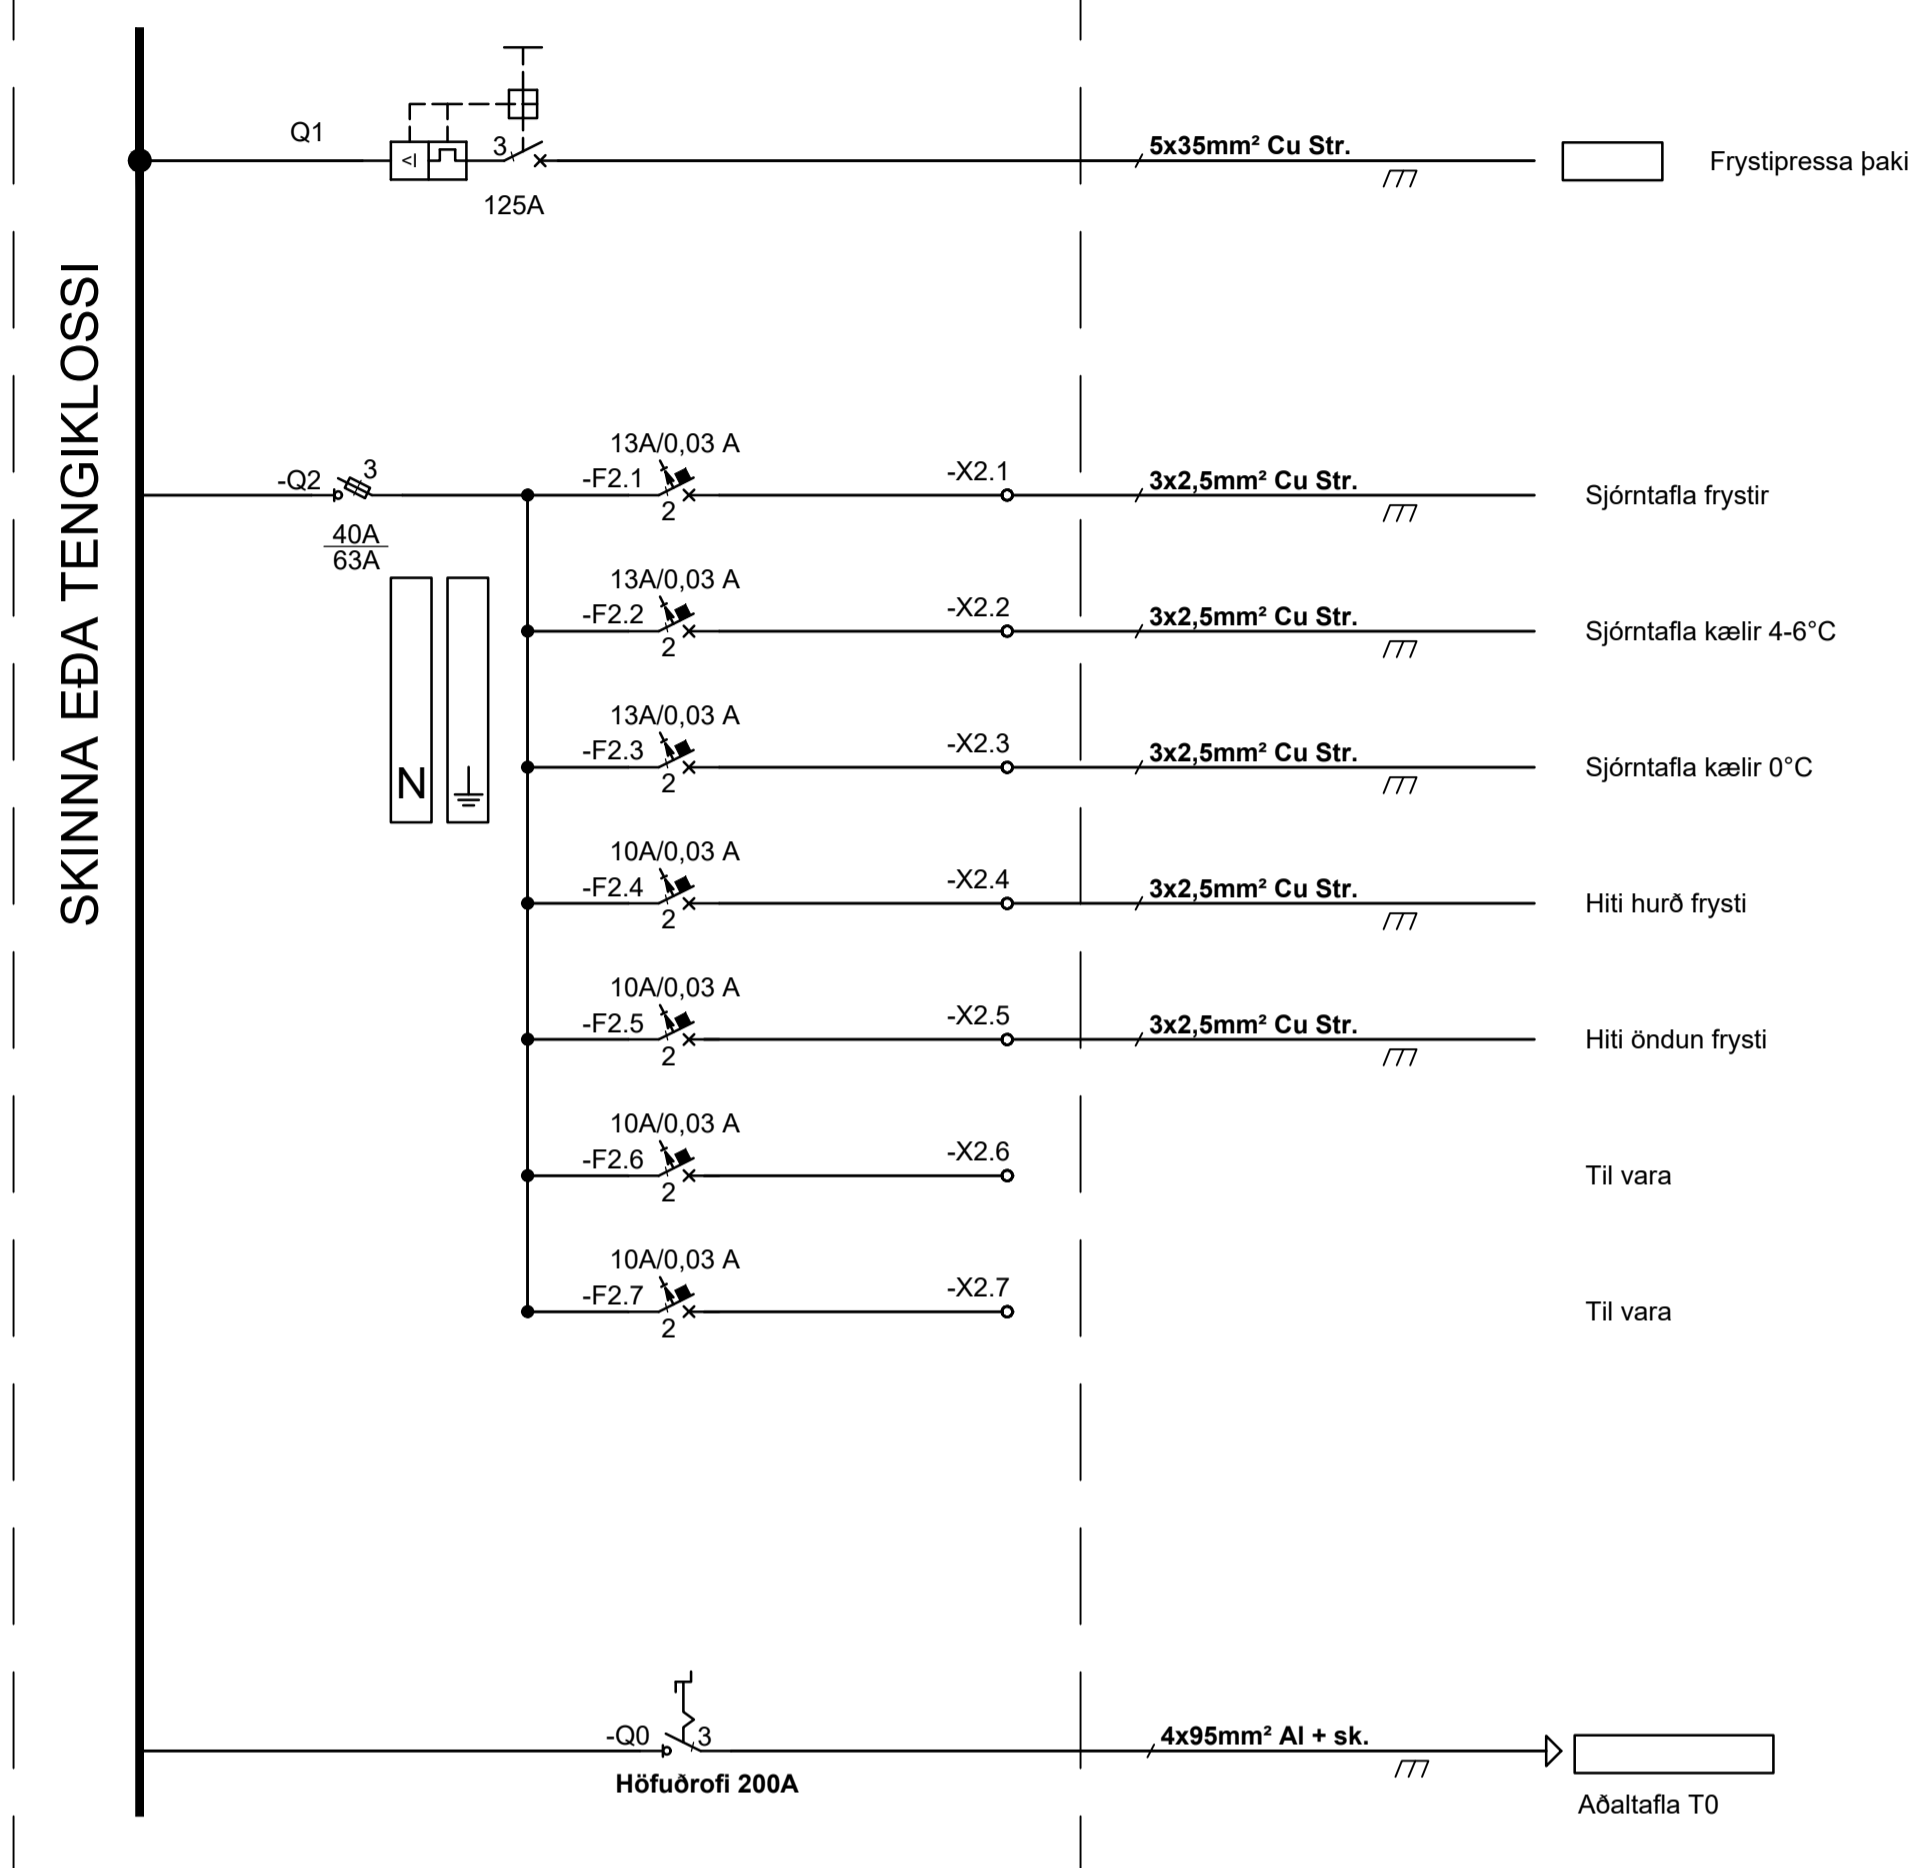 SKINNA EÐA TENGIKLOSSI
Q1
<I
3
125A
5x35mm² Cu Str.
Frystipressa þaki
-Q2
3
40A
63A
N
13A/0,03 A
-F2.1
2
-X2.1
3x2,5mm² Cu Str.
Sjórntafla frystir
13A/0,03 A
-F2.2
2
-X2.2
3x2,5mm² Cu Str.
Sjórntafla kælir 4-6°C
13A/0,03 A
-F2.3
2
-X2.3
3x2,5mm² Cu Str.
Sjórntafla kælir 0°C
10A/0,03 A
-F2.4
2
-X2.4
3x2,5mm² Cu Str.
Hiti hurð frysti
10A/0,03 A
-F2.5
2
-X2.5
3x2,5mm² Cu Str.
Hiti öndun frysti
10A/0,03 A
-F2.6
2
-X2.6
Til vara
10A/0,03 A
-F2.7
2
-X2.7
Til vara
-Q0
3
Höfuðrofi 200A
4x95mm² Al + sk.
Aðaltafla T0